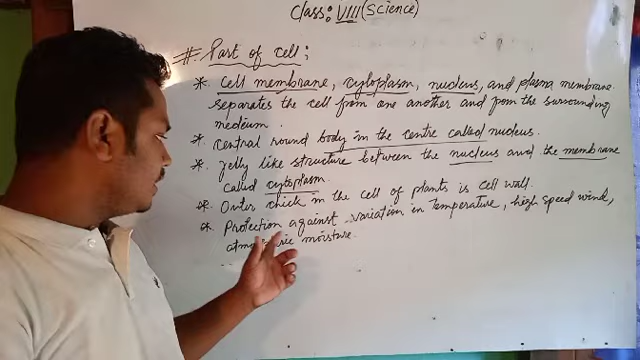 Class: VIII (Science)
# Part of cell:
* Cell membrane, cytoplasm, nucleus, and plasma membrane
separates the cell from one another and from the surrounding
medium.
* Central round body in the centre called nucleus.
* Jelly like structure between the nucleus and the membrane
called cytoplasm.
* Outer thick in the cell of plants is cell wall.
* Protection against variation in temperature, high speed wind,
moisture.